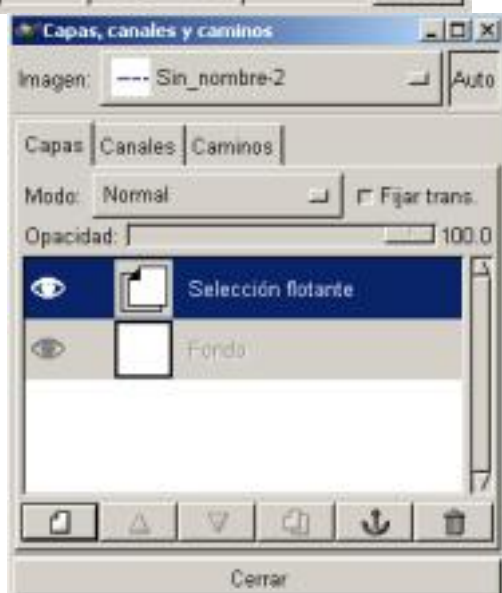 Capas, canales y caminos
Imagen: Sin_nombre-2 Auto
Capas Canales Caminos
Modo: Normal Fijar trans.
Opacidad: 100.0
Selección flotante
Fondo
Cerrar